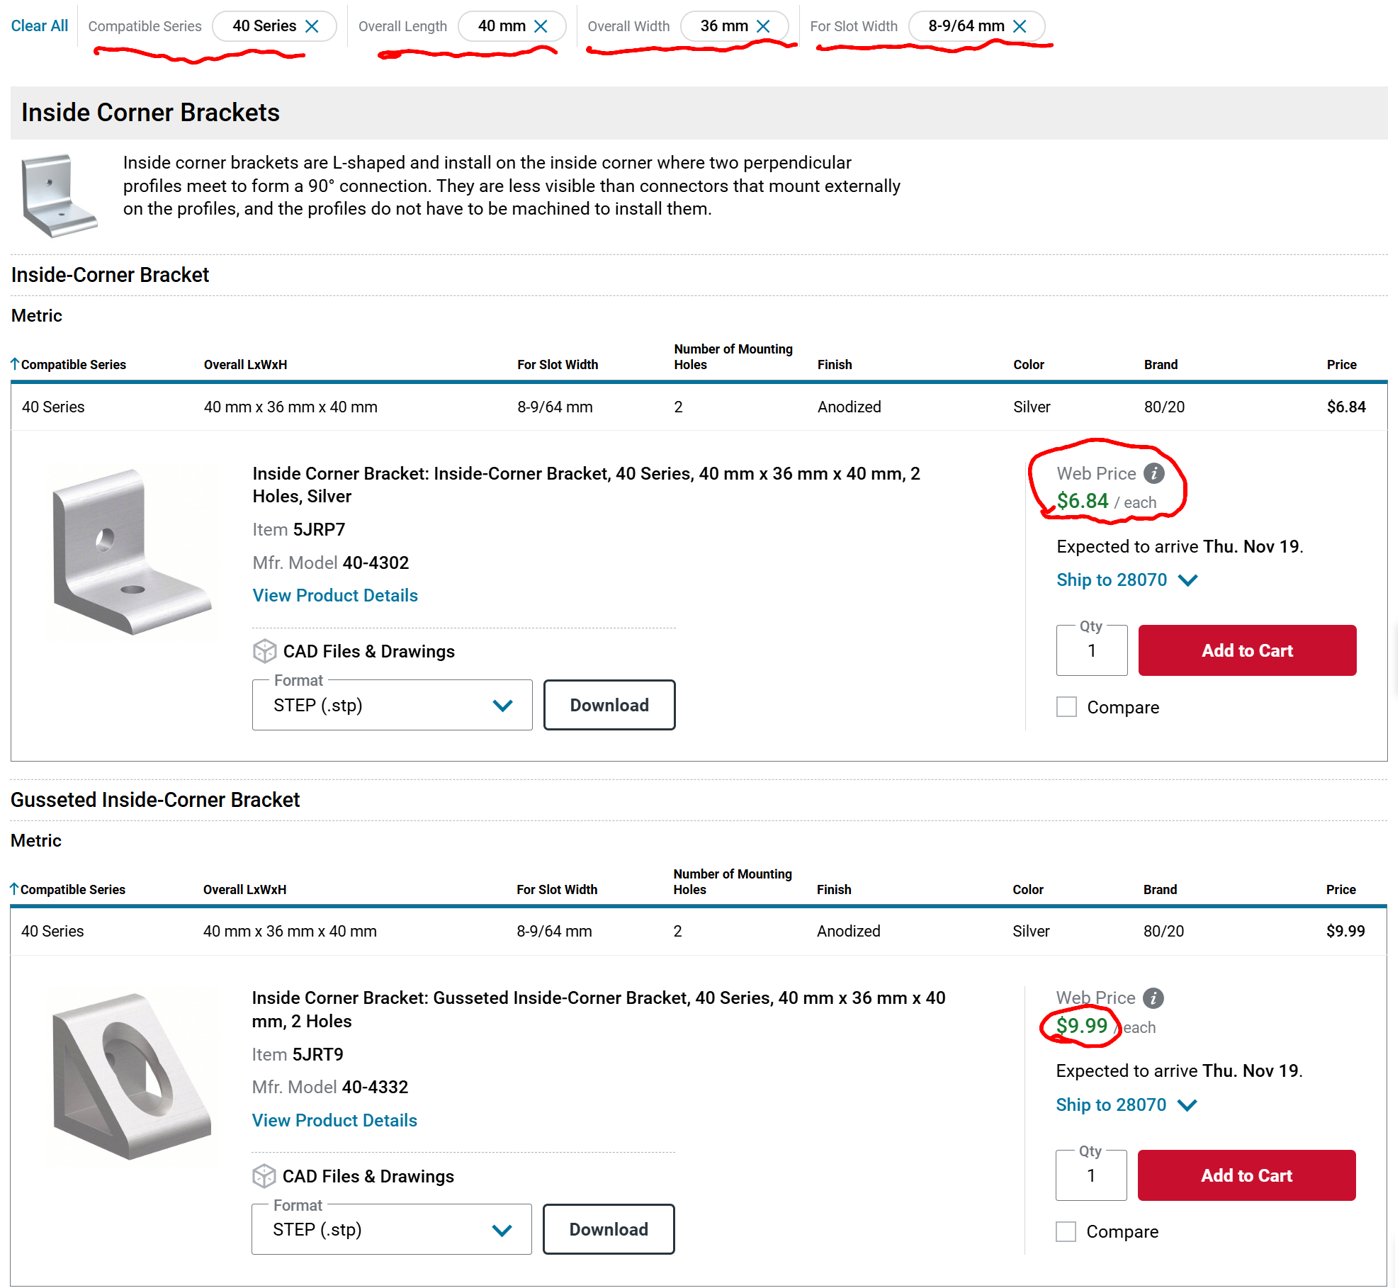 Clear All Compatible Series 40 Series Overall Length 40 mm Overall Width 36 mm For Slot Width 8-9/64 mm
Inside Corner Brackets
Inside corner brackets are L-shaped and install on the inside corner where two perpendicular
profiles meet to form a 90° connection. They are less visible than connectors that mount externally
on the profiles, and the profiles do not have to be machined to install them.
Inside-Corner Bracket
Metric
Compatible Series Overall LxWxH For Slot Width Number of Mounting Holes Finish Color Brand Price
40 Series 40 mm x 36 mm x 40 mm 8-9/64 mm 2 Anodized Silver 80/20 $6.84
Inside Corner Bracket: Inside-Corner Bracket, 40 Series, 40 mm x 36 mm x 40 mm, 2
Holes, Silver
Item 5JRP7
Mfr. Model 40-4302
View Product Details
CAD Files & Drawings
Format
STEP (.stp)
Download
Web Price
$6.84 / each
Expected to arrive Thu. Nov 19.
Ship to 28070
Qty
1
Add to Cart
Compare
Gusseted Inside-Corner Bracket
Metric
Compatible Series Overall LxWxH For Slot Width Number of Mounting Holes Finish Color Brand Price
40 Series 40 mm x 36 mm x 40 mm 8-9/64 mm 2 Anodized Silver 80/20 $9.99
Inside Corner Bracket: Gusseted Inside-Corner Bracket, 40 Series, 40 mm x 36 mm x 40
mm, 2 Holes
Item 5JRT9
Mfr. Model 40-4332
View Product Details
CAD Files & Drawings
Format
STEP (.stp)
Download
Web Price
$9.99 / each
Expected to arrive Thu. Nov 19.
Ship to 28070
Qty
1
Add to Cart
Compare